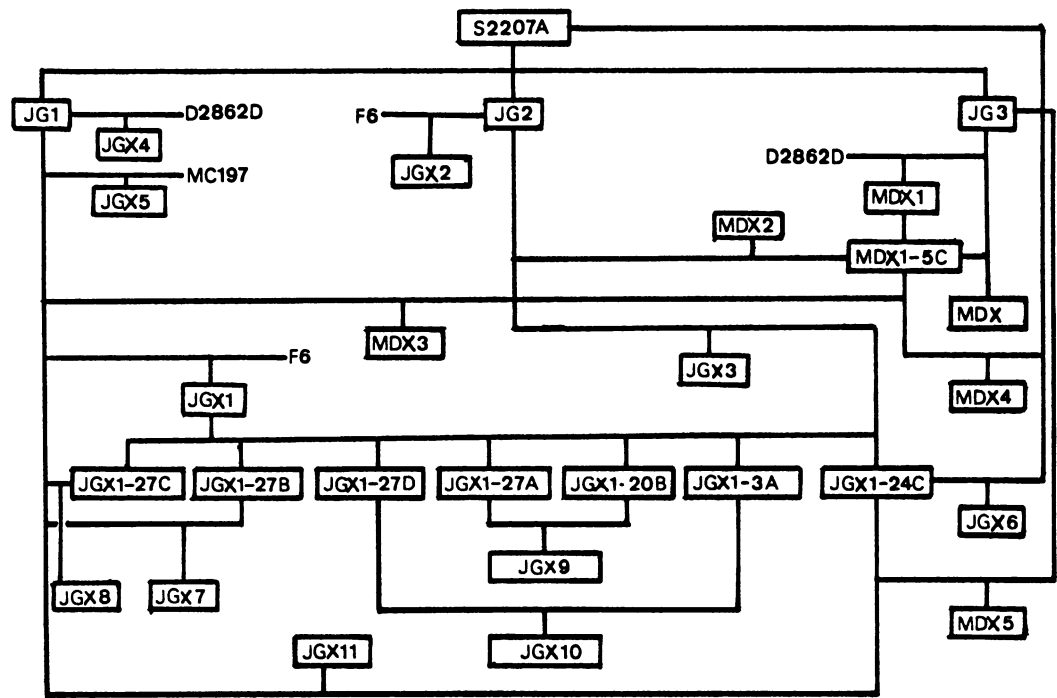 S2207A
JG1
D2862D
F6
JG2
JG3
JGX4
D2862D
JGX2
MC197
JGX5
MDX1
MDX2
MDX1-5C
MDX
MDX3
F6
JGX3
JGX1
MDX4
JGX1-27C
JGX1-27B
JGX1-27D
JGX1-27A
JGX1-20B
JGX1-3A
JGX1-24C
JGX6
JGX9
JGX8
JGX7
MDX5
JGX11
JGX10